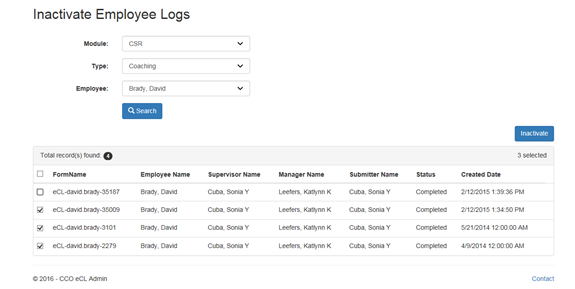 Inactivate Employee Logs
Module: CSR
Type: Coaching
Employee: Brady, David
Search
Inactivate
Total record(s) found: 4 3 selected
FormName Employee Name Supervisor Name Manager Name Submitter Name Status Created Date
eCL-david.brady-35187 Brady, David Cuba, Sonia Y Leefers, Katlynn K Cuba, Sonia Y Completed 2/12/2015 1:39:36 PM
eCL-david.brady-35009 Brady, David Cuba, Sonia Y Leefers, Katlynn K Cuba, Sonia Y Completed 2/12/2015 1:34:50 PM
eCL-david.brady-3101 Brady, David Cuba, Sonia Y Leefers, Katlynn K Cuba, Sonia Y Completed 5/21/2014 12:00:00 AM
eCL-david.brady-2279 Brady, David Cuba, Sonia Y Leefers, Katlynn K Cuba, Sonia Y Completed 4/9/2014 12:00:00 AM
© 2016 - CCO eCL Admin Contact